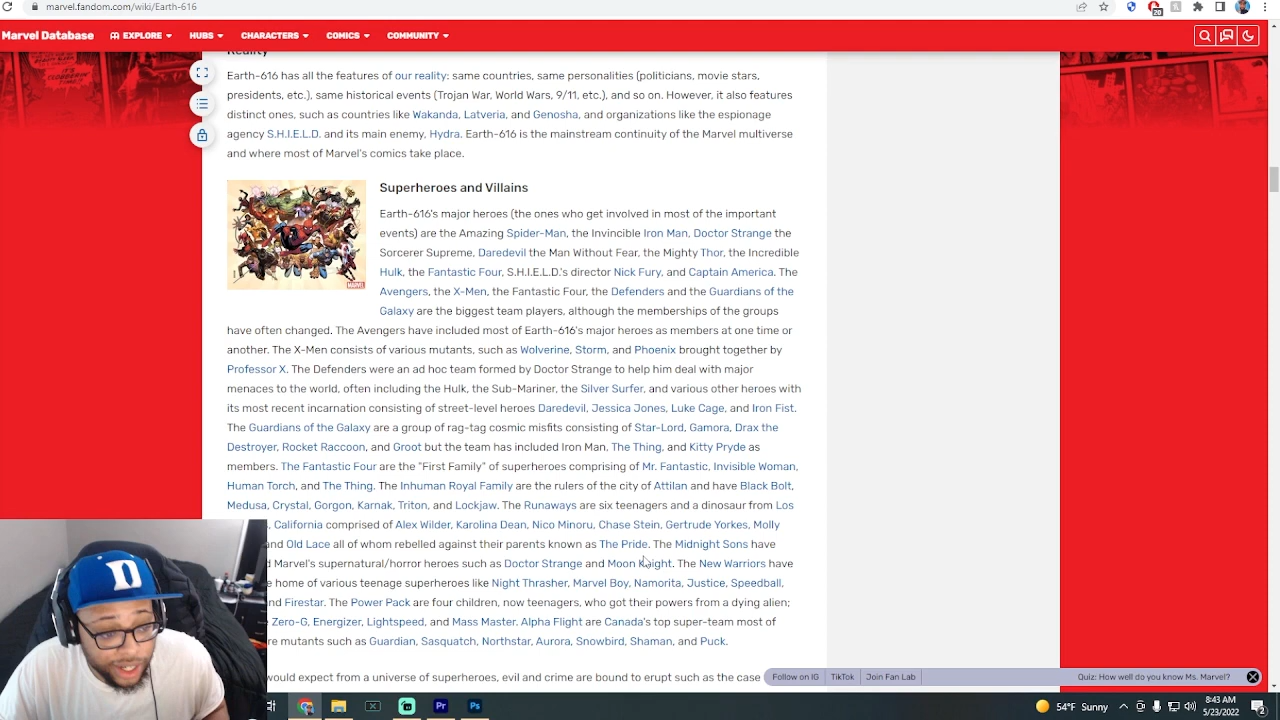 marvel.fandom.com/wiki/Earth-616
20
Marvel Database EXPLORE HUBS CHARACTERS COMICS COMMUNITY
Reality
Earth-616 has all the features of our reality: same countries, same personalities (politicians, movie stars,
presidents, etc.), same historical events (Trojan War, World Wars, 9/11, etc.), and so on. However, it also features
distinct ones, such as countries like Wakanda, Latveria, and Genosha, and organizations like the espionage
agency S.H.I.E.L.D. and its main enemy, Hydra. Earth-616 is the mainstream continuity of the Marvel multiverse
and where most of Marvel's comics take place.
MARVEL
Superheroes and Villains
Earth-616's major heroes (the ones who get involved in most of the important
events) are the Amazing Spider-Man, the Invincible Iron Man, Doctor Strange the
Sorcerer Supreme, Daredevil the Man Without Fear, the Mighty Thor, the Incredible
Hulk, the Fantastic Four, S.H.I.E.L.D.'s director Nick Fury, and Captain America. The
Avengers, the X-Men, the Fantastic Four, the Defenders and the Guardians of the
Galaxy are the biggest team players, although the memberships of the groups
have often changed. The Avengers have included most of Earth-616's major heroes as members at one time or
another. The X-Men consists of various mutants, such as Wolverine, Storm, and Phoenix brought together by
Professor X. The Defenders were an ad hoc team formed by Doctor Strange to help him deal with major
menaces to the world, often including the Hulk, the Sub-Mariner, the Silver Surfer, and various other heroes with
its most recent incarnation consisting of street-level heroes Daredevil, Jessica Jones, Luke Cage, and Iron Fist.
The Guardians of the Galaxy are a group of rag-tag cosmic misfits consisting of Star-Lord, Gamora, Drax the
Destroyer, Rocket Raccoon, and Groot but the team has included Iron Man, The Thing, and Kitty Pryde as
members. The Fantastic Four are the "First Family" of superheroes comprising of Mr. Fantastic, Invisible Woman,
Human Torch, and The Thing. The Inhuman Royal Family are the rulers of the city of Attilan and have Black Bolt,
Medusa, Crystal, Gorgon, Karnak, Triton, and Lockjaw. The Runaways are six teenagers and a dinosaur from Los
, California comprised of Alex Wilder, Karolina Dean, Nico Minoru, Chase Stein, Gertrude Yorkes, Molly
and Old Lace all of whom rebelled against their parents known as The Pride. The Midnight Sons have
d Marvel's supernatural/horror heroes such as Doctor Strange and Moon Knight. The New Warriors have
e home of various teenage superheroes like Night Thrasher, Marvel Boy, Namorita, Justice, Speedball,
nd Firestar. The Power Pack are four children, now teenagers, who got their powers from a dying alien;
Zero-G, Energizer, Lightspeed, and Mass Master. Alpha Flight are Canada's top super-team most of
re mutants such as Guardian, Sasquatch, Northstar, Aurora, Snowbird, Shaman, and Puck.
would expect from a universe of superheroes, evil and crime are bound to erupt such as the case
Follow on IG TikTok Join Fan Lab Quiz: How well do you know Ms. Marvel?
D
Pr Ps
54°F Sunny
8:43 AM
5/23/2022
2